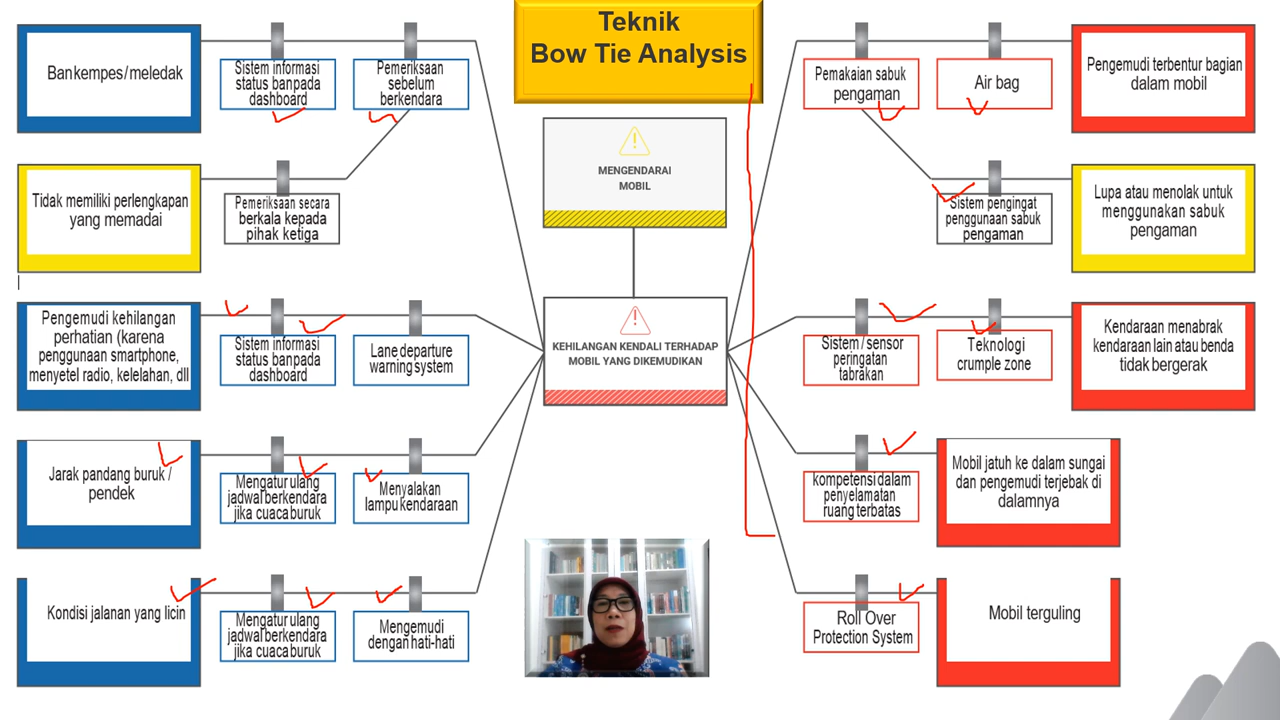 Teknik
Bow Tie Analysis
Ban kempes/meledak
Sistem informasi
status banpada
dashboard
Pemeriksaan
sebelum
berkendara
Tidak memiliki perlengkapan
yang memadai
Pemeriksaan secara
berkala kepada
pihak ketiga
Pengemudi kehilangan
perhatian (karena
penggunaan smartphone,
menyetel radio, kelelahan, dll
Sistem informasi
status banpada
dashboard
Lane departure
warning system
Jarak pandang buruk /
pendek
Mengatur ulang
jadwal berkendara
jika cuaca buruk
Menyalakan
lampu kendaraan
Kondisi jalanan yang licin
Mengatur ulang
jadwal berkendara
jika cuaca buruk
Mengemudi
dengan hati-hati
MENGENDARAI
MOBIL
KEHILANGAN KENDALI TERHADAP
MOBIL YANG DIKEMUDIKAN
Pemakaian sabuk
pengaman
Air bag
Pengemudi terbentur bagian
dalam mobil
Sistem pengingat
penggunaan sabuk
pengaman
Lupa atau menolak untuk
menggunakan sabuk
pengaman
Sistem / sensor
peringatan
tabrakan
Teknologi
crumple zone
Kendaraan menabrak
kendaraan lain atau benda
tidak bergerak
kompetensi dalam
penyelamatan
ruang terbatas
Mobil jatuh ke dalam sungai
dan pengemudi terjebak di
dalamnya
Roll Over
Protection System
Mobil terguling